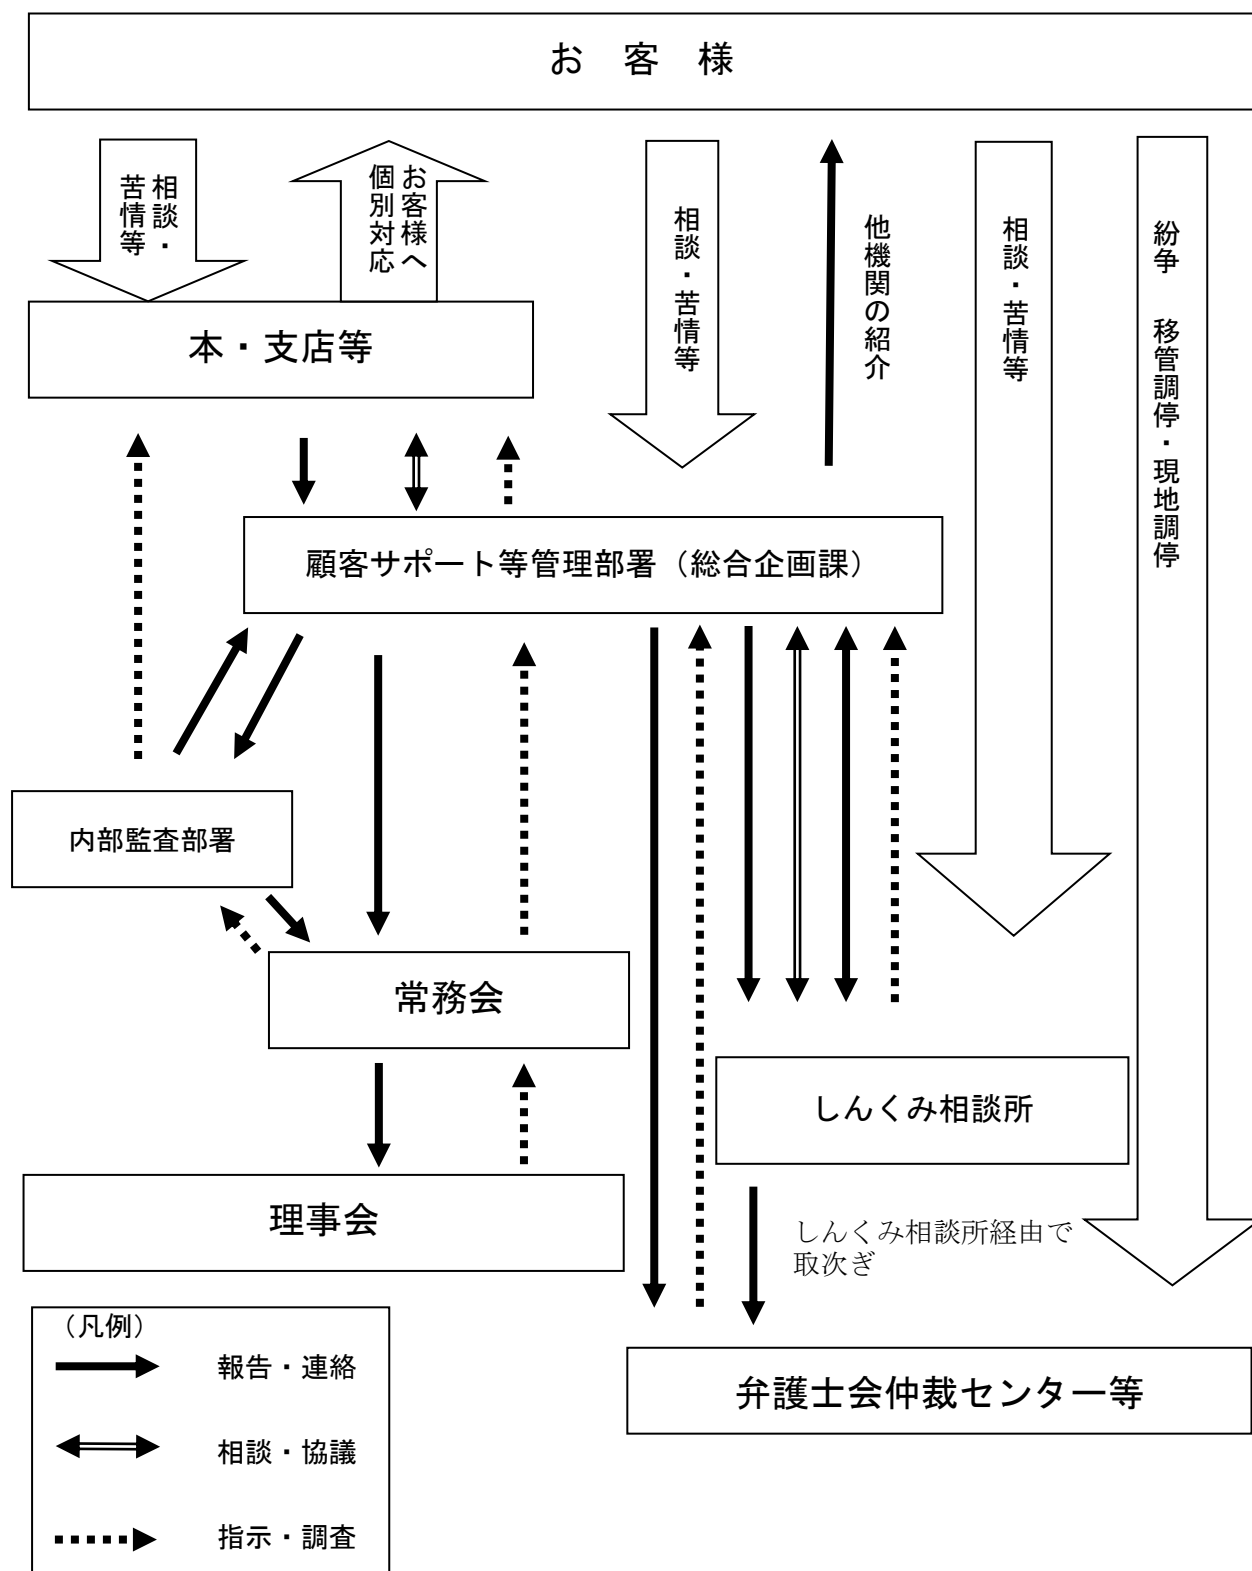 お　客　様
相談・
苦情等
お客様へ
個別対応
相談・苦情等
他機関の紹介
相談・苦情等
紛争　移管調停・現地調停
本・支店等
顧客サポート等管理部署（総合企画課）
内部監査部署
常務会
しんくみ相談所
理事会
しんくみ相談所経由で
取次ぎ
（凡例）
報告・連絡
相談・協議
指示・調査
弁護士会仲裁センター等